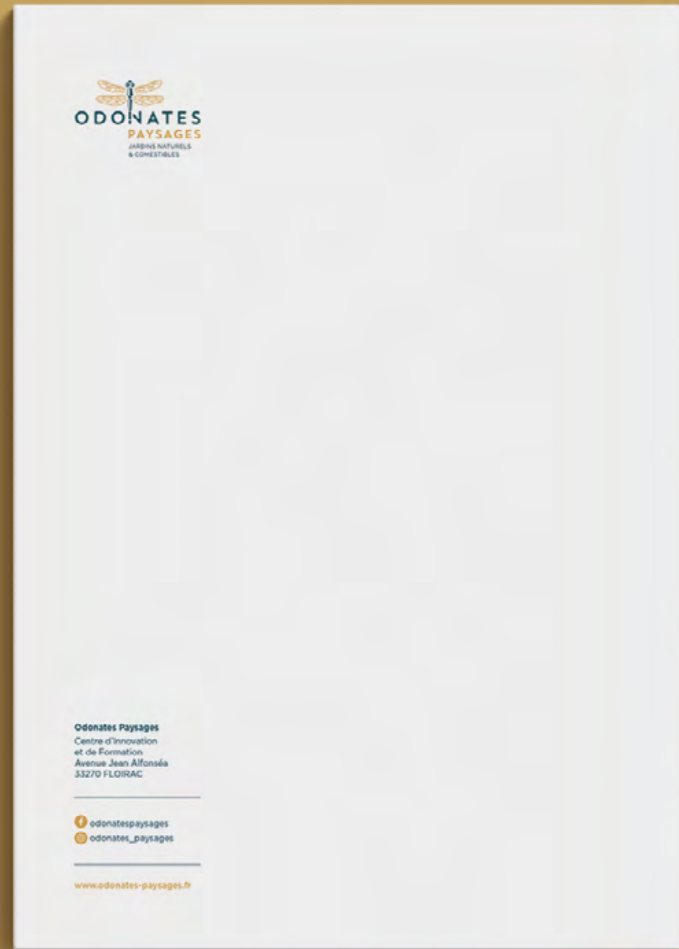 ODONATES
PAYSAGES
JARDINS NATURELS
& COMESTIBLES
Odonates Paysages
Centre d'innovation
et de Formation
Avenue Jean Alfonséa
33270 FLOIRAC
odonatespaysages
odonates_paysages
www.odonates-paysages.fr